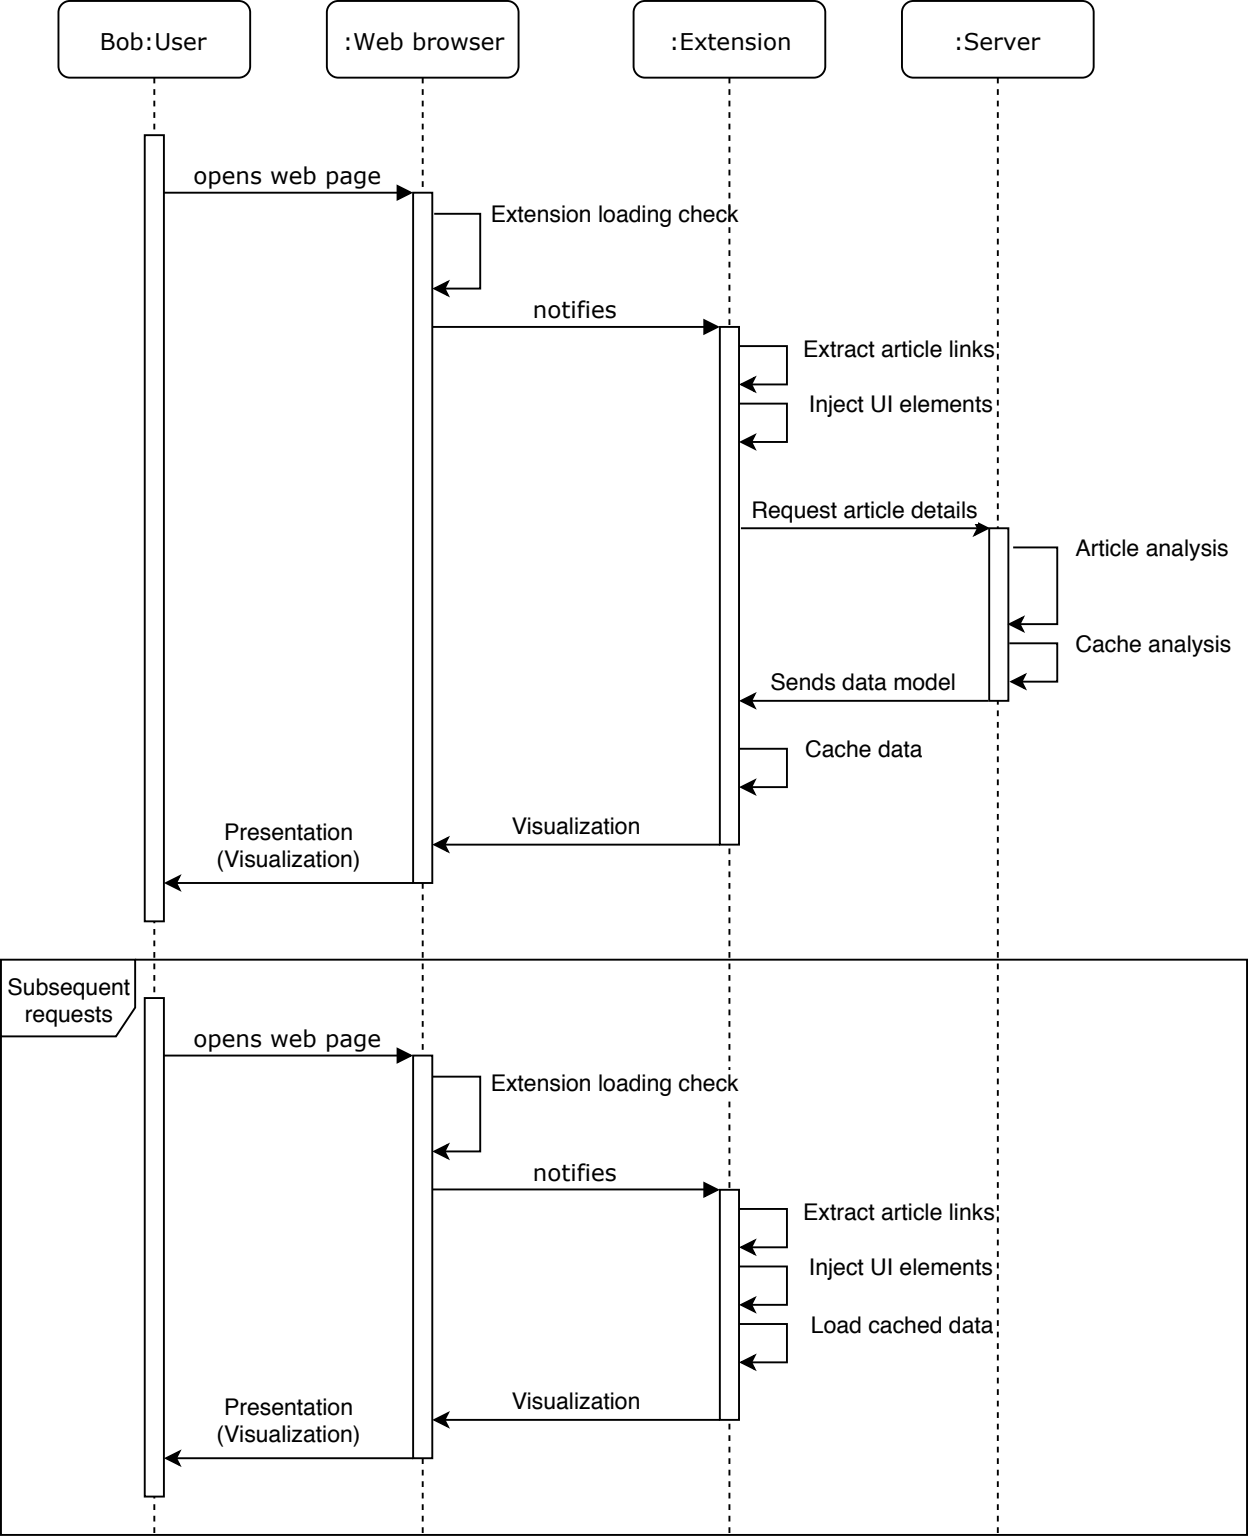 Bob:User
:Web browser
:Extension
:Server
opens web page
Extension loading check
notifies
Extract article links
Inject UI elements
Request article details
Article analysis
Cache analysis
Sends data model
Cache data
Visualization
Presentation
(Visualization)
Subsequent
requests
opens web page
Extension loading check
notifies
Extract article links
Inject UI elements
Load cached data
Visualization
Presentation
(Visualization)